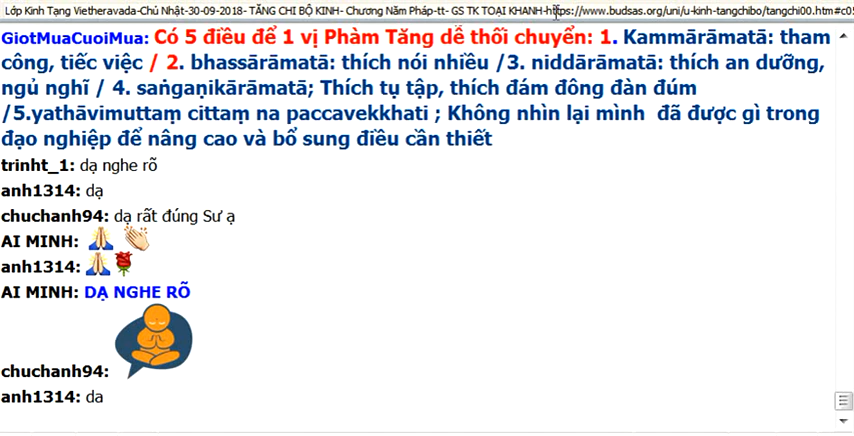 Lớp Kinh Tạng Vietheravada-Chủ Nhật-30-09-2018- TĂNG CHI BỘ KINH- Chương Năm Pháp-tt- GS TK TOẠI KHANH-https://www.budsas.org/uni/u-kinh-tangchibo/tangchi00.htm#c05
GiotMuaCuoiMua: Có 5 điều để 1 vị Phàm Tăng dễ thối chuyển: 1. Kammārāmatā: tham
công, tiếc việc / 2. bhassārāmatā: thích nói nhiều /3. niddārāmatā: thích an dưỡng,
ngủ nghĩ / 4. saṅgaṇikārāmatā; Thích tụ tập, thích đám đông đàn đúm
/5.yathāvimuttaṃ cittaṃ na paccavekkhati ; Không nhìn lại mình đã được gì trong
đạo nghiệp để nâng cao và bổ sung điều cần thiết
trinht_1: dạ nghe rõ
anh1314: dạ
chuchanh94: dạ rất đúng Sư ạ
AI MINH:
anh1314:
AI MINH: DẠ NGHE RÕ
chuchanh94:
anh1314: da